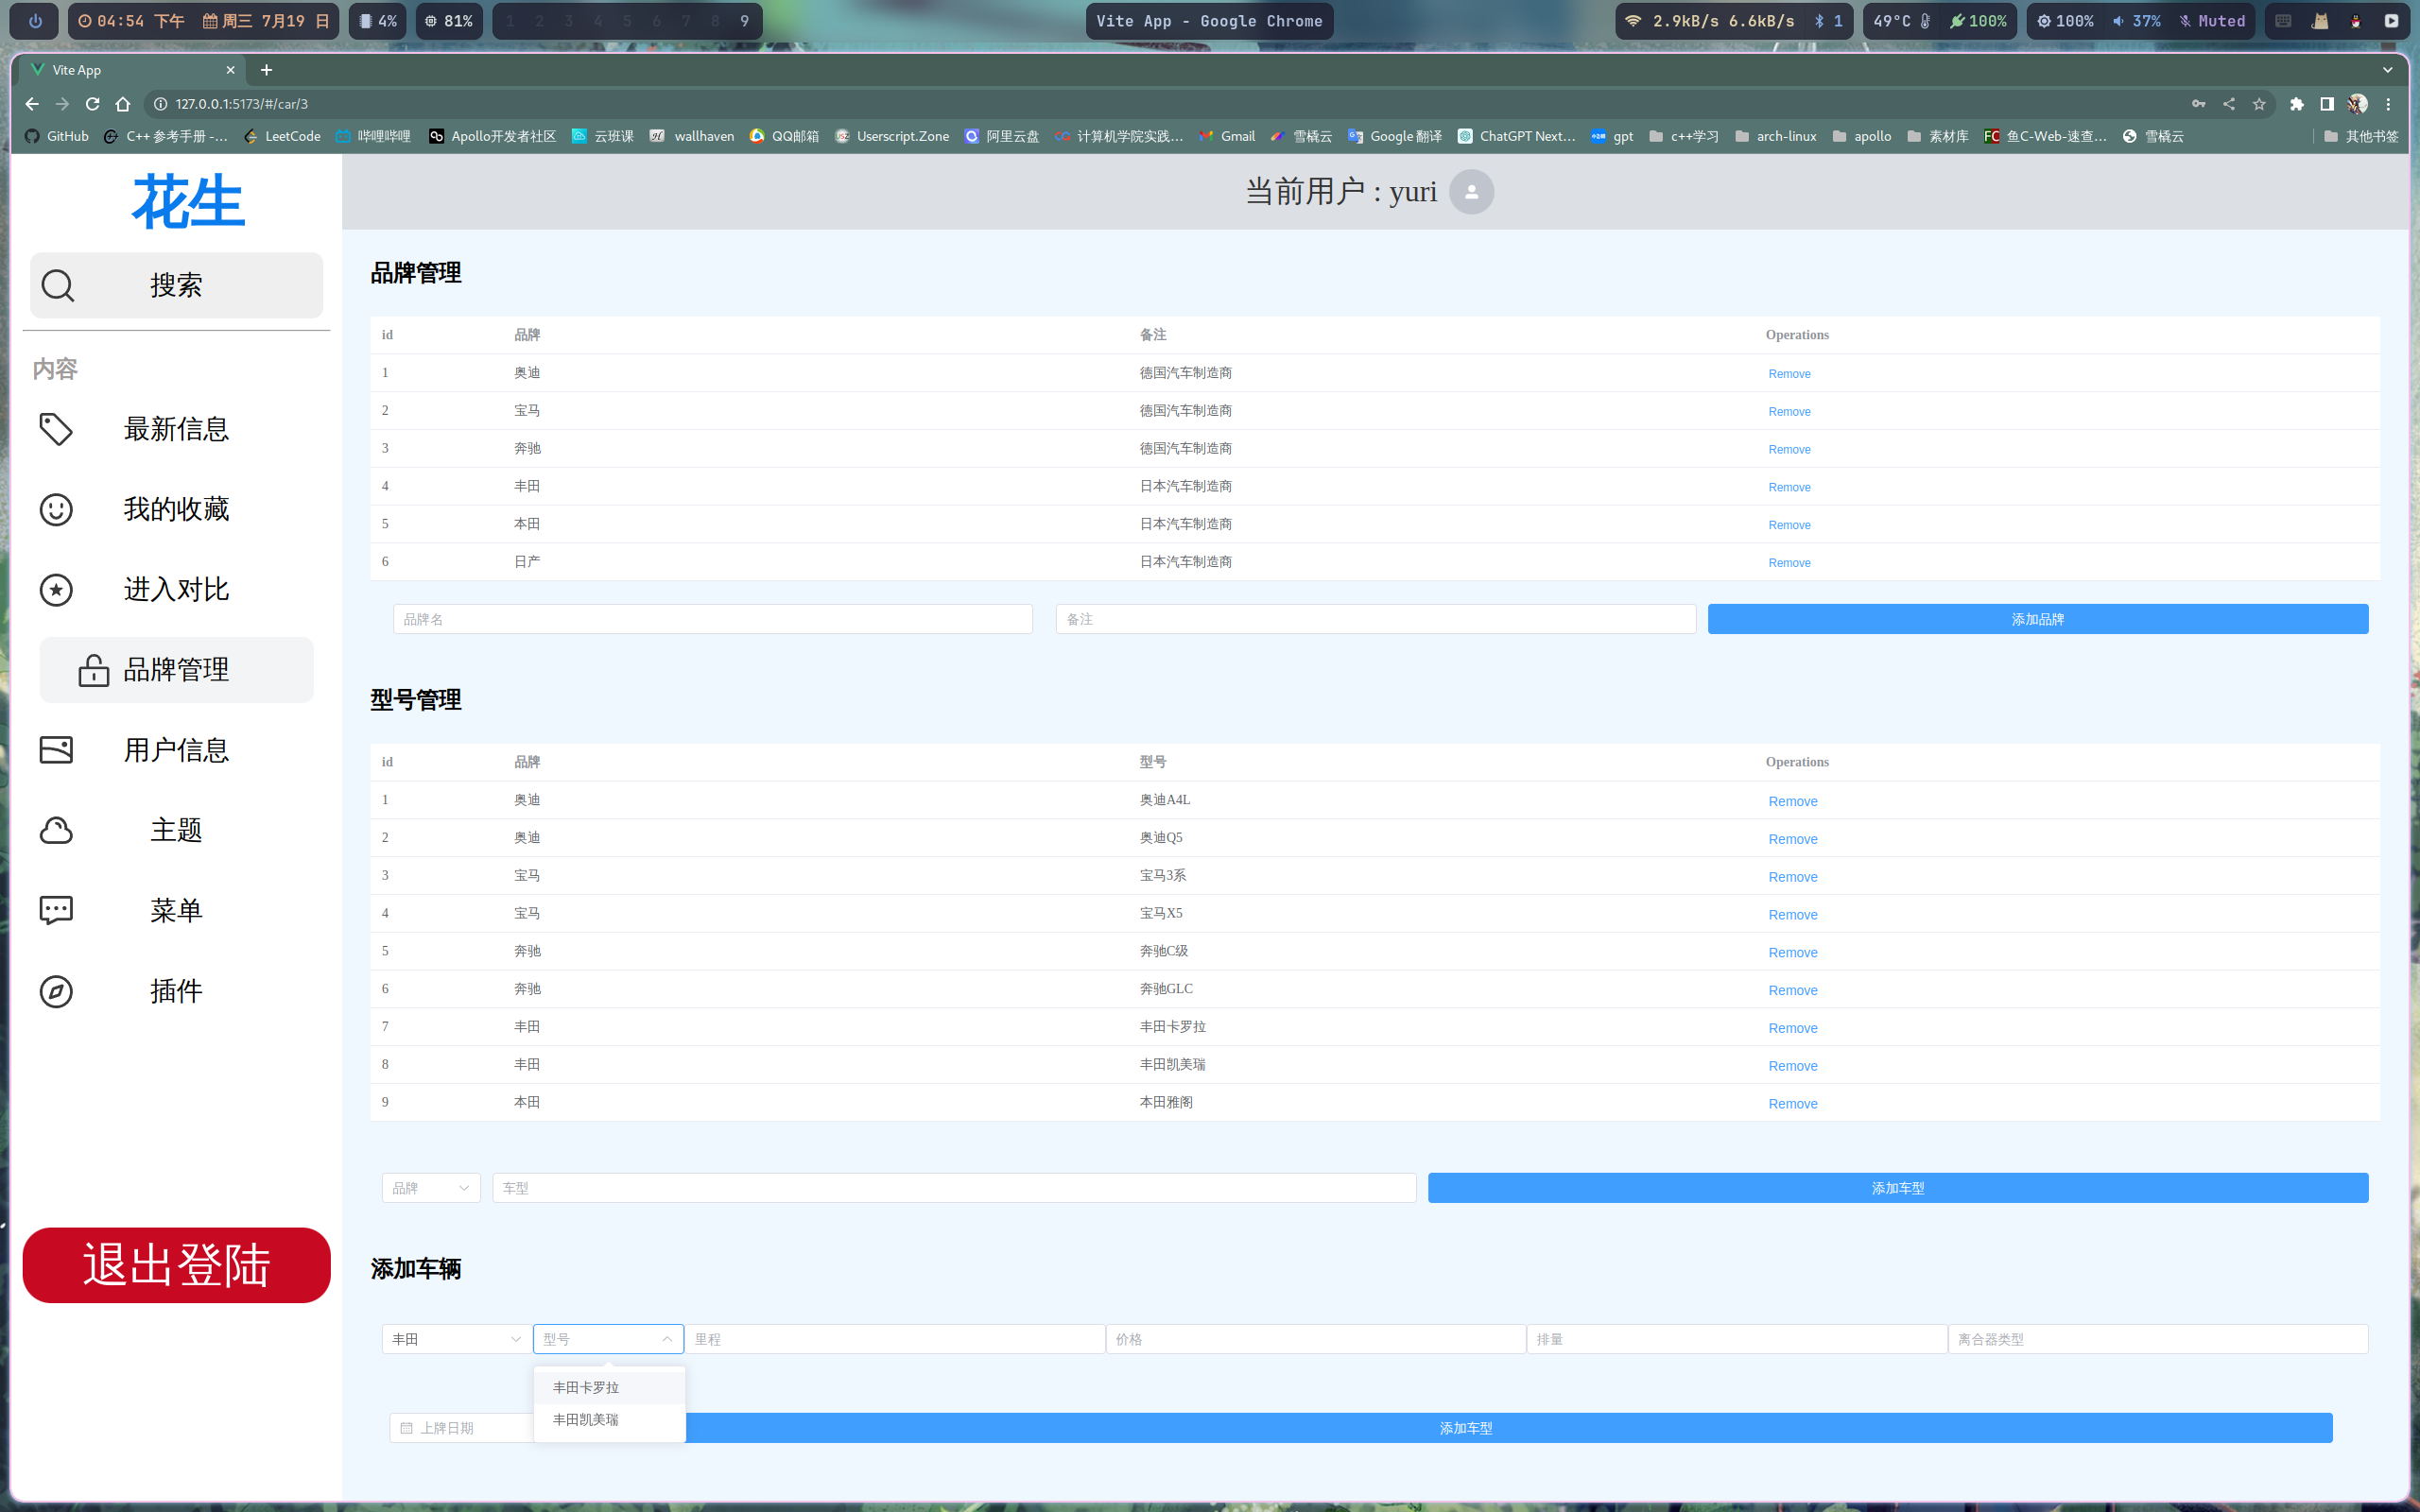 04:54 下午 周三 7月19 日 4% 81% 1 2 3 4 5 6 7 8 9 Vite App - Google Chrome 2.9kB/s 6.6kB/s 1 49°C 100% 100% 37% Muted
Vite App
127.0.0.1:5173/#/car/3
GitHub C++ 参考手册 -... LeetCode 哔哩哔哩 Apollo开发者社区 云班课 wallhaven QQ邮箱 Userscript.Zone 阿里云盘 计算机学院实践... Gmail 雪橘云 Google 翻译 ChatGPT Next... gpt c++学习 arch-linux apollo 素材库 鱼C-Web-速查... 雪橘云 其他书签
花生
搜索
内容
最新信息
我的收藏
进入对比
品牌管理
用户信息
主题
菜单
插件
退出登陆
当前用户 : yuri
品牌管理
id 品牌 备注 Operations
1 奥迪 德国汽车制造商 Remove
2 宝马 德国汽车制造商 Remove
3 奔驰 德国汽车制造商 Remove
4 丰田 日本汽车制造商 Remove
5 本田 日本汽车制造商 Remove
6 日产 日本汽车制造商 Remove
品牌名 备注 添加品牌
型号管理
id 品牌 型号 Operations
1 奥迪 奥迪A4L Remove
2 奥迪 奥迪Q5 Remove
3 宝马 宝马3系 Remove
4 宝马 宝马X5 Remove
5 奔驰 奔驰C级 Remove
6 奔驰 奔驰GLC Remove
7 丰田 丰田卡罗拉 Remove
8 丰田 丰田凯美瑞 Remove
9 本田 本田雅阁 Remove
品牌 车型 添加车型
添加车辆
丰田 型号 里程 价格 排量 离合器类型
丰田卡罗拉
丰田凯美瑞
上牌日期 添加车型